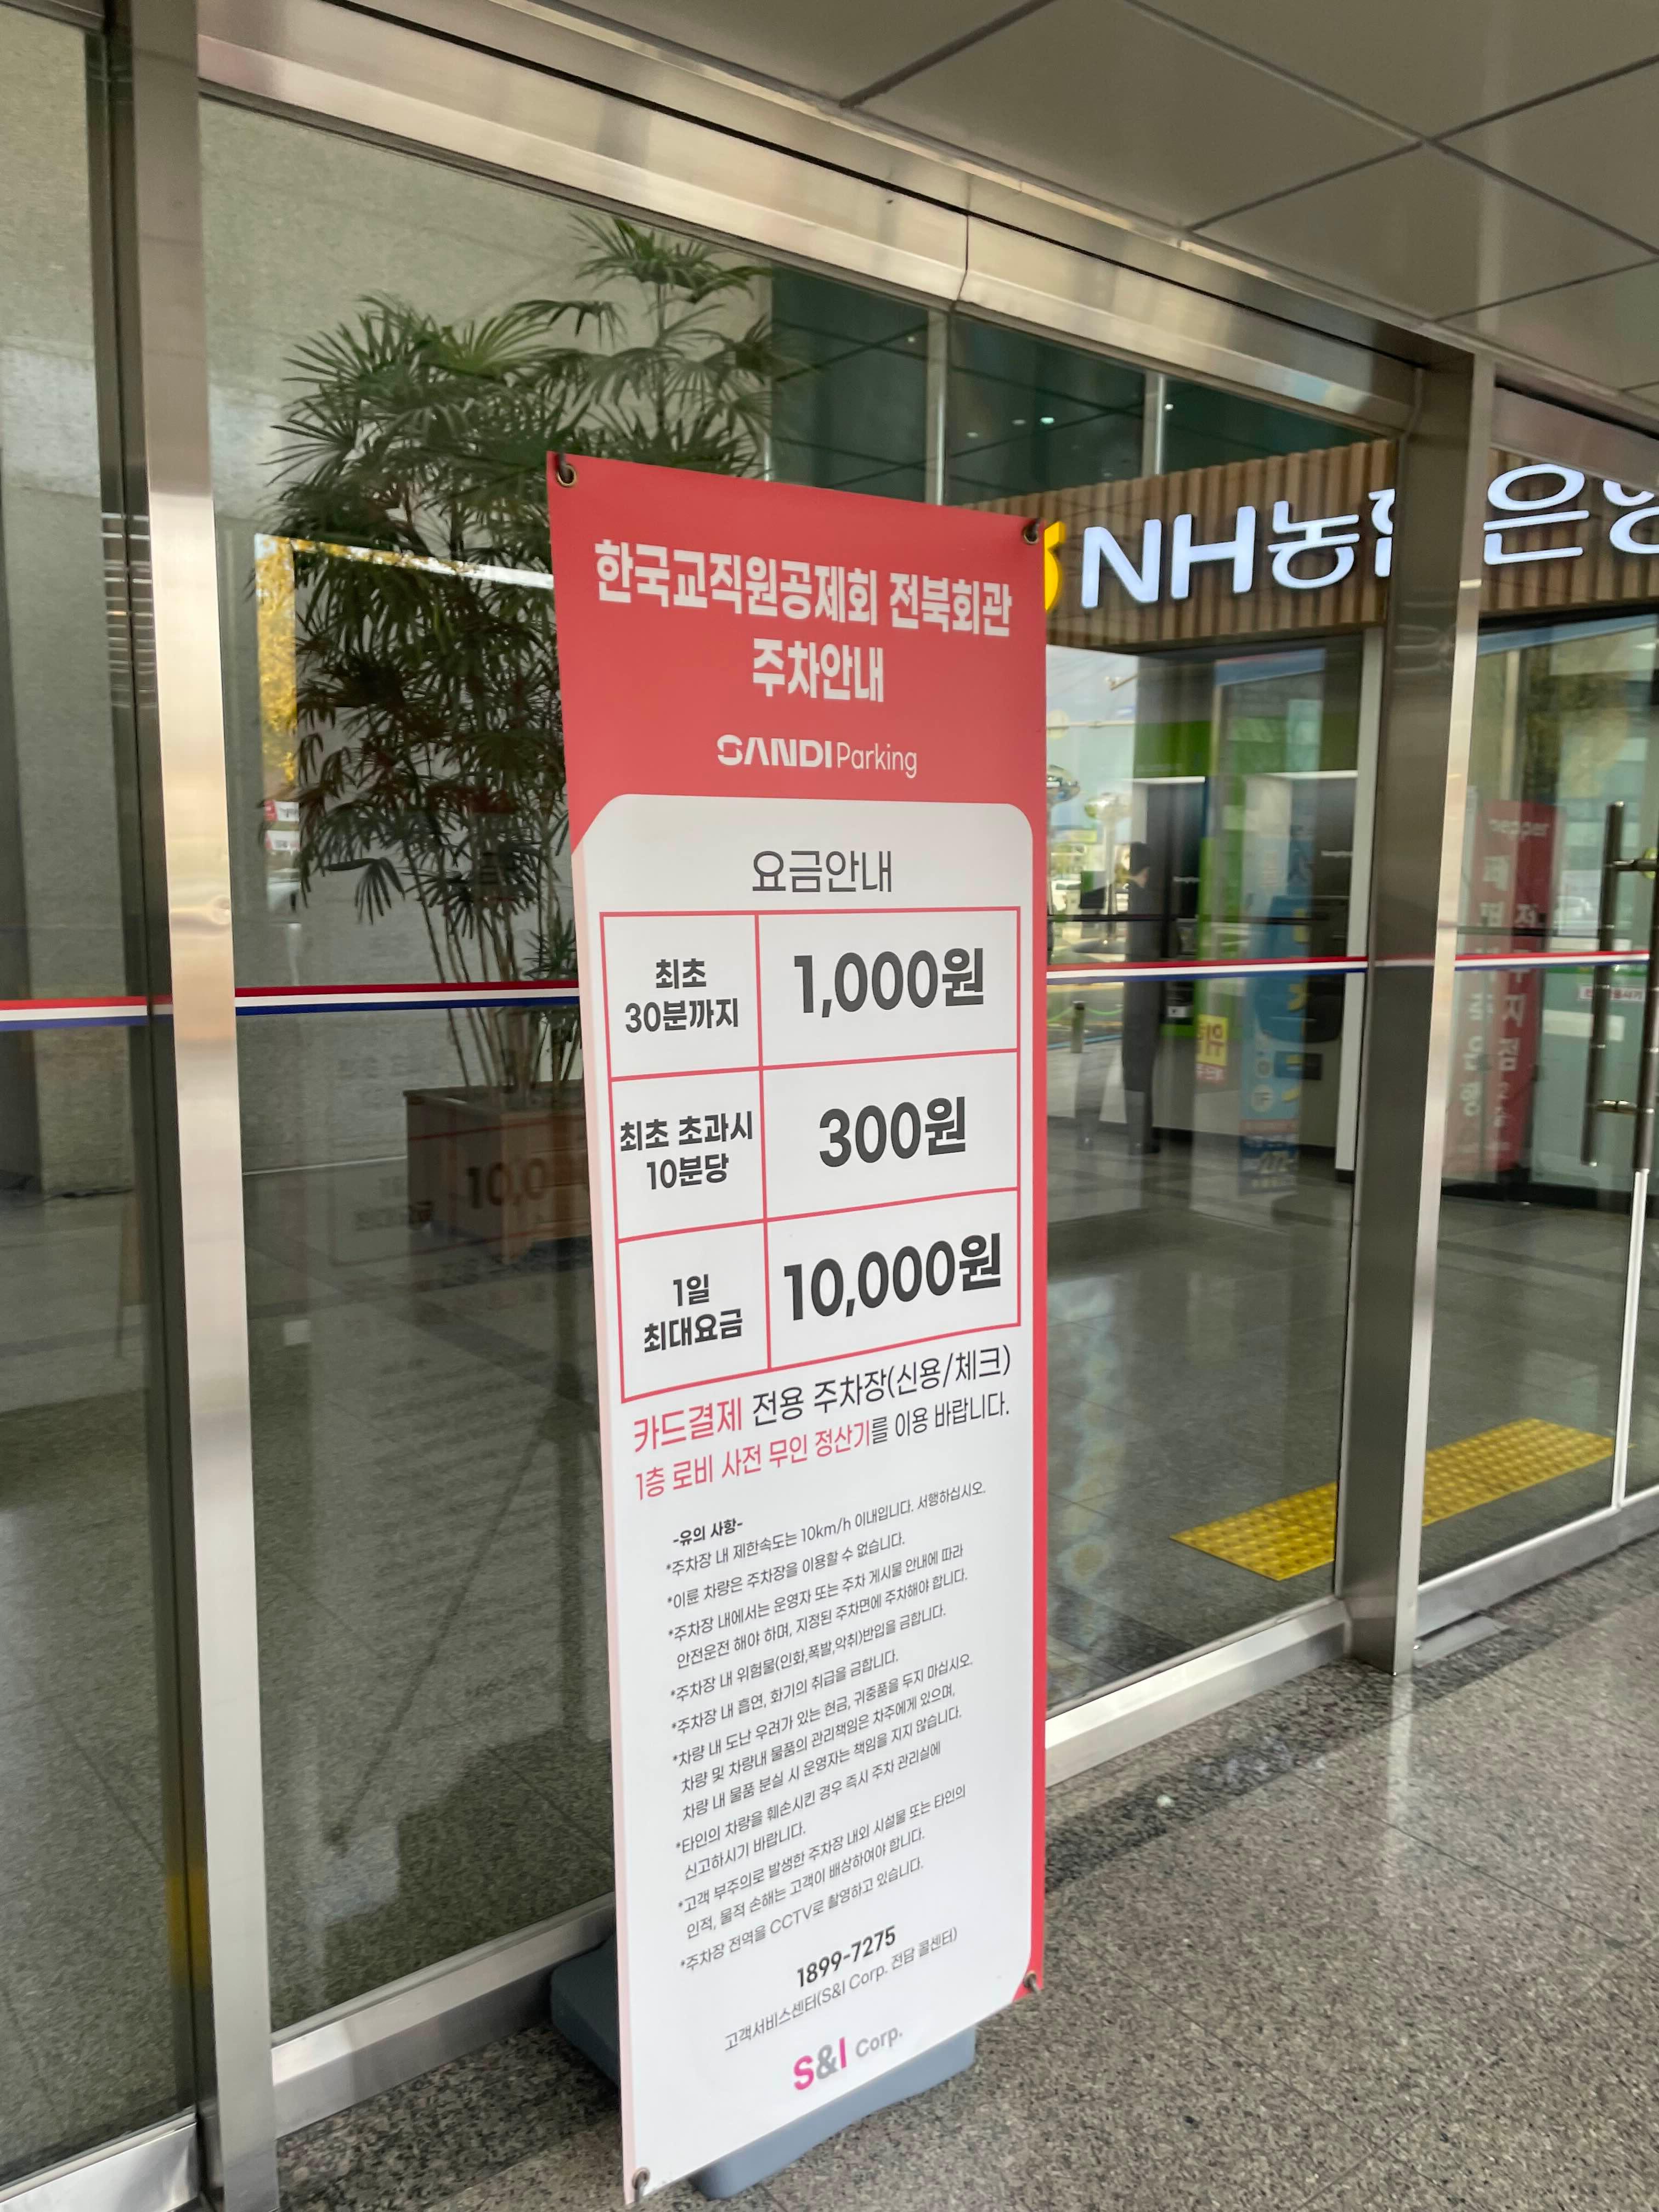 한국교직원공제회 전북회관
주차안내
SANDI Parking
요금안내
최초
30분까지
1,000원
최초 초과시
10분당
300원
1일
최대요금
10,000원
카드결제 전용 주차장(신용/체크)
1층 로비 사전 무인 정산기를 이용 바랍니다.
-유의 사항-
*주차장 내 제한속도는 10km/h 이내입니다. 서행하십시오.
*이륜 차량은 주차장을 이용할 수 없습니다.
*주차장 내에서는 운영자 또는 주차 게시물 안내에 따라
안전운전 해야 하며, 지정된 주차면에 주차해야 합니다.
*주차장 내 위험물(인화,폭발,악취)반입을 금합니다.
*주차장 내 흡연, 화기의 취급을 금합니다.
*차량 내 도난 우려가 있는 현금, 귀중품을 두지 마십시오.
차량 및 차량내 물품의 관리책임은 차주에게 있으며,
차량 내 물품 분실 시 운영자는 책임을 지지 않습니다.
*타인의 차량을 훼손시킨 경우 즉시 주차 관리실에
신고하시기 바랍니다.
*고객 부주의로 발생한 주차장 내외 시설물 또는 타인의
인적, 물적 손해는 고객이 배상하여야 합니다.
*주차장 전역을 CCTV로 촬영하고 있습니다.
1899-7275
고객서비스센터(S&I Corp. 전담 콜센터)
S&I Corp.
NH농협은행
10,0